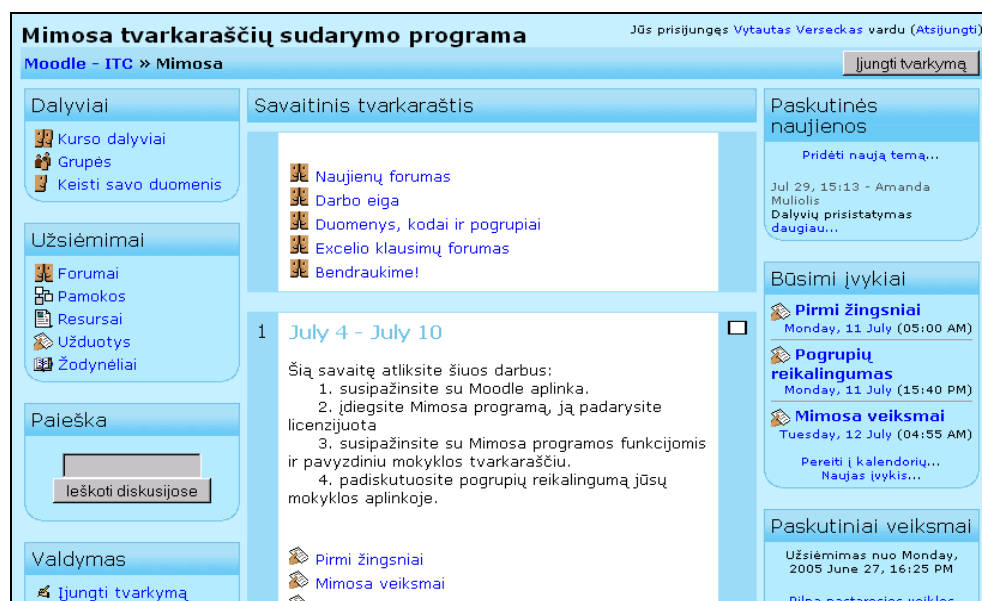 Mimosa tvarkaraščių sudarymo programa
Jūs prisijungęs Vytautas Verseckas vardu (Atsijungti)
Moodle - ITC » Mimosa
Įjungti tvarkymą
Dalyviai
Kurso dalyviai
Grupės
Keisti savo duomenis
Užsiėmimai
Forumai
Pamokos
Resursai
Užduotys
Žodynėliai
Paieška
Ieškoti diskusijose
Valdymas
Įjungti tvarkymą
Savaitinis tvarkaraštis
Naujienų forumas
Darbo eiga
Duomenys, kodai ir pogrupiai
Excelio klausimų forumas
Bendraukime!
1 July 4 - July 10
Šią savaitę atliksite šiuos darbus:
1. susipažinsite su Moodle aplinka.
2. įdiegsite Mimosa programą, ją padarysite
licenzijuota
3. susipažinsite su Mimosa programos funkcijomis
ir pavyzdiniu mokyklos tvarkaraščiu.
4. padiskutuosite pogrupių reikalingumą jūsų
mokyklos aplinkoje.
Pirmi žingsniai
Mimosa veiksmai
Paskutinės
naujienos
Pridėti naują temą...
Jul 29, 15:13 - Amanda
Muliolis
Dalyvių prisistatymas
daugiau...
Būsimi įvykiai
Pirmi žingsniai
Monday, 11 July (05:00 AM)
Pogrupių
reikalingumas
Monday, 11 July (15:40 PM)
Mimosa veiksmai
Tuesday, 12 July (04:55 AM)
Pereiti į kalendorių...
Naujas įvykis...
Paskutiniai veiksmai
Užsiėmimas nuo Monday,
2005 June 27, 16:25 PM